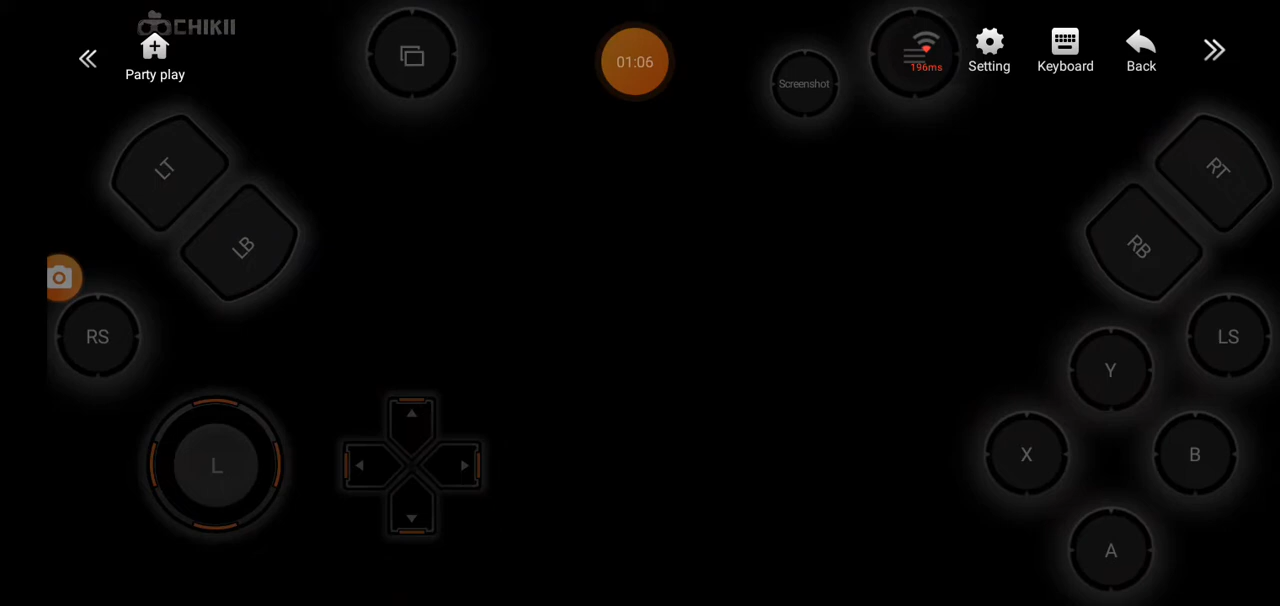 CHIKII
Party play
01:06
Screenshot
196ms
Setting
Keyboard
Back
LT
LB
RT
RB
RS
LS
Y
X
B
L
A